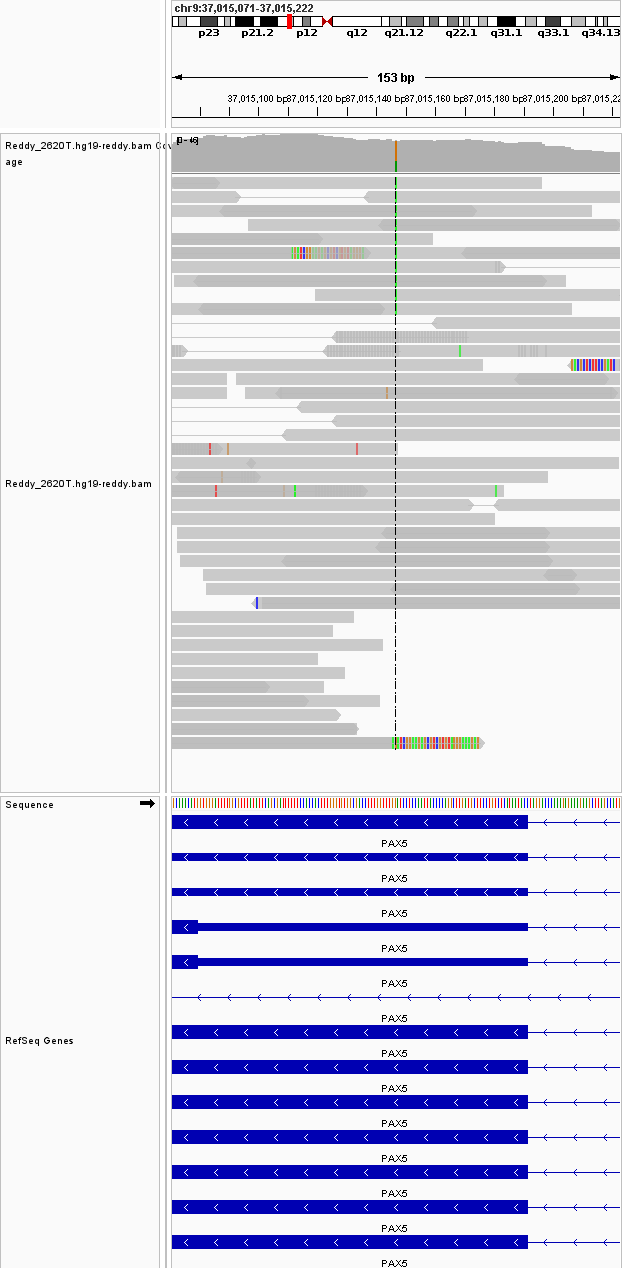 chr9:37,015,071-37,015,222
p23 p21.2 p12 q12 q21.12 q22.1 q31.1 q33.1 q34.13
153 bp
37,015,100 bp 37,015,120 bp 37,015,140 bp 37,015,160 bp 37,015,180 bp 37,015,200 bp
Reddy_2620T.hg19-reddy.bam Cov
age
Reddy_2620T.hg19-reddy.bam
Sequence
PAX5
PAX5
PAX5
PAX5
PAX5
PAX5
RefSeq Genes
PAX5
PAX5
PAX5
PAX5
PAX5
PAX5
PAX5